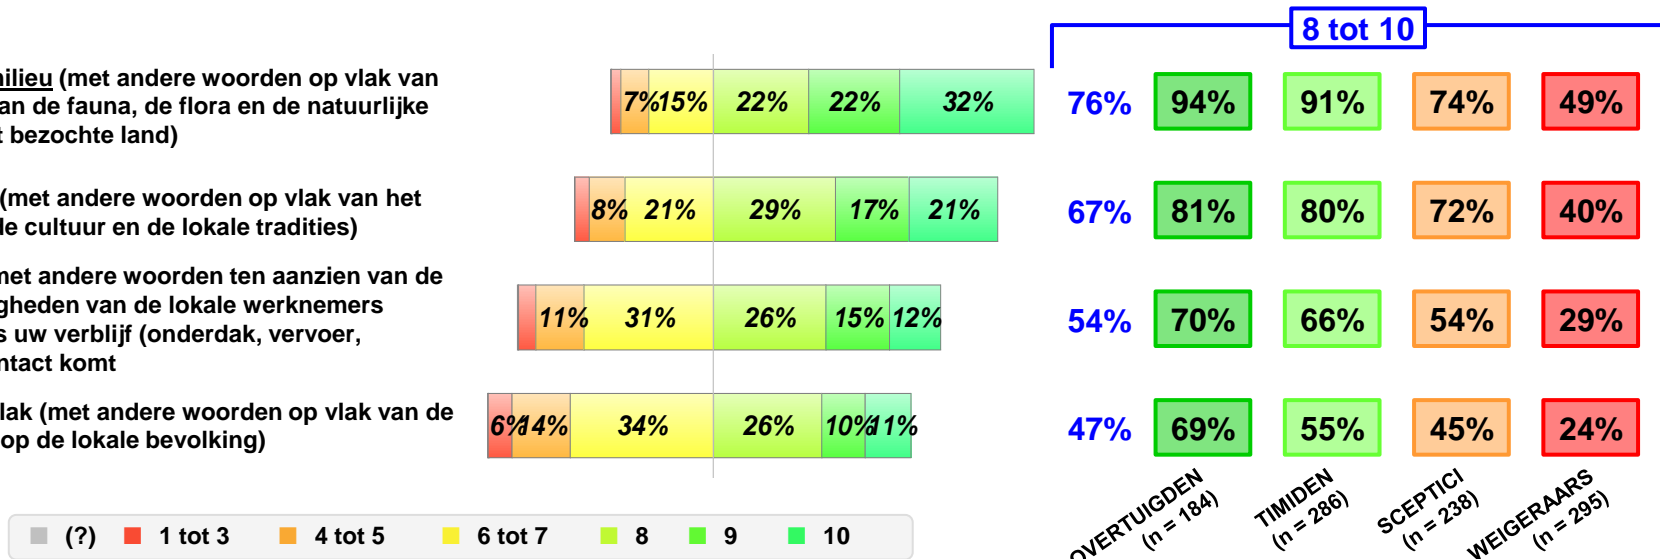 8 tot 10
milieu (met andere woorden op vlak van
an de fauna, de flora en de natuurlijke
t bezochte land)
7% 15% 22% 22% 32%
76% 94% 91% 74% 49%
(met andere woorden op vlak van het
de cultuur en de lokale tradities)
8% 21% 29% 17% 21%
67% 81% 80% 72% 40%
met andere woorden ten aanzien van de
gheden van de lokale werknemers
s uw verblijf (onderdak, vervoer,
ntact komt
11% 31% 26% 15% 12%
54% 70% 66% 54% 29%
lak (met andere woorden op vlak van de
op de lokale bevolking)
6% 14% 34% 26% 10% 11%
47% 69% 55% 45% 24%
OVERTUIGDEN
(n = 184)
TIMIDEN
(n = 286)
SCEPTICI
(n = 238)
WEIGERAARS
(n = 295)
(?) 1 tot 3 4 tot 5 6 tot 7 8 9 10